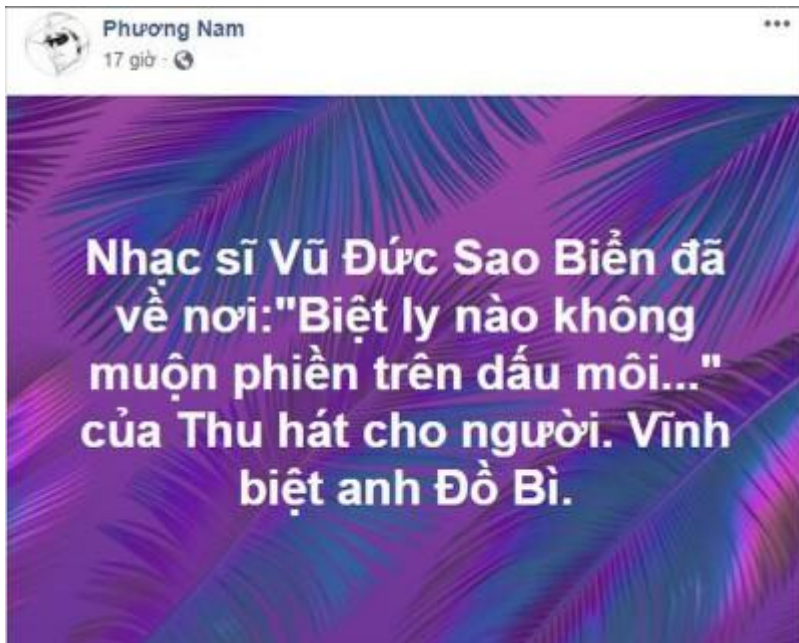 Phương Nam
17 giờ ·
Nhạc sĩ Vũ Đức Sao Biển đã
về nơi:"Biệt ly nào không
muộn phiền trên dấu môi..."
của Thu hát cho người. Vĩnh
biệt anh Đồ Bì.